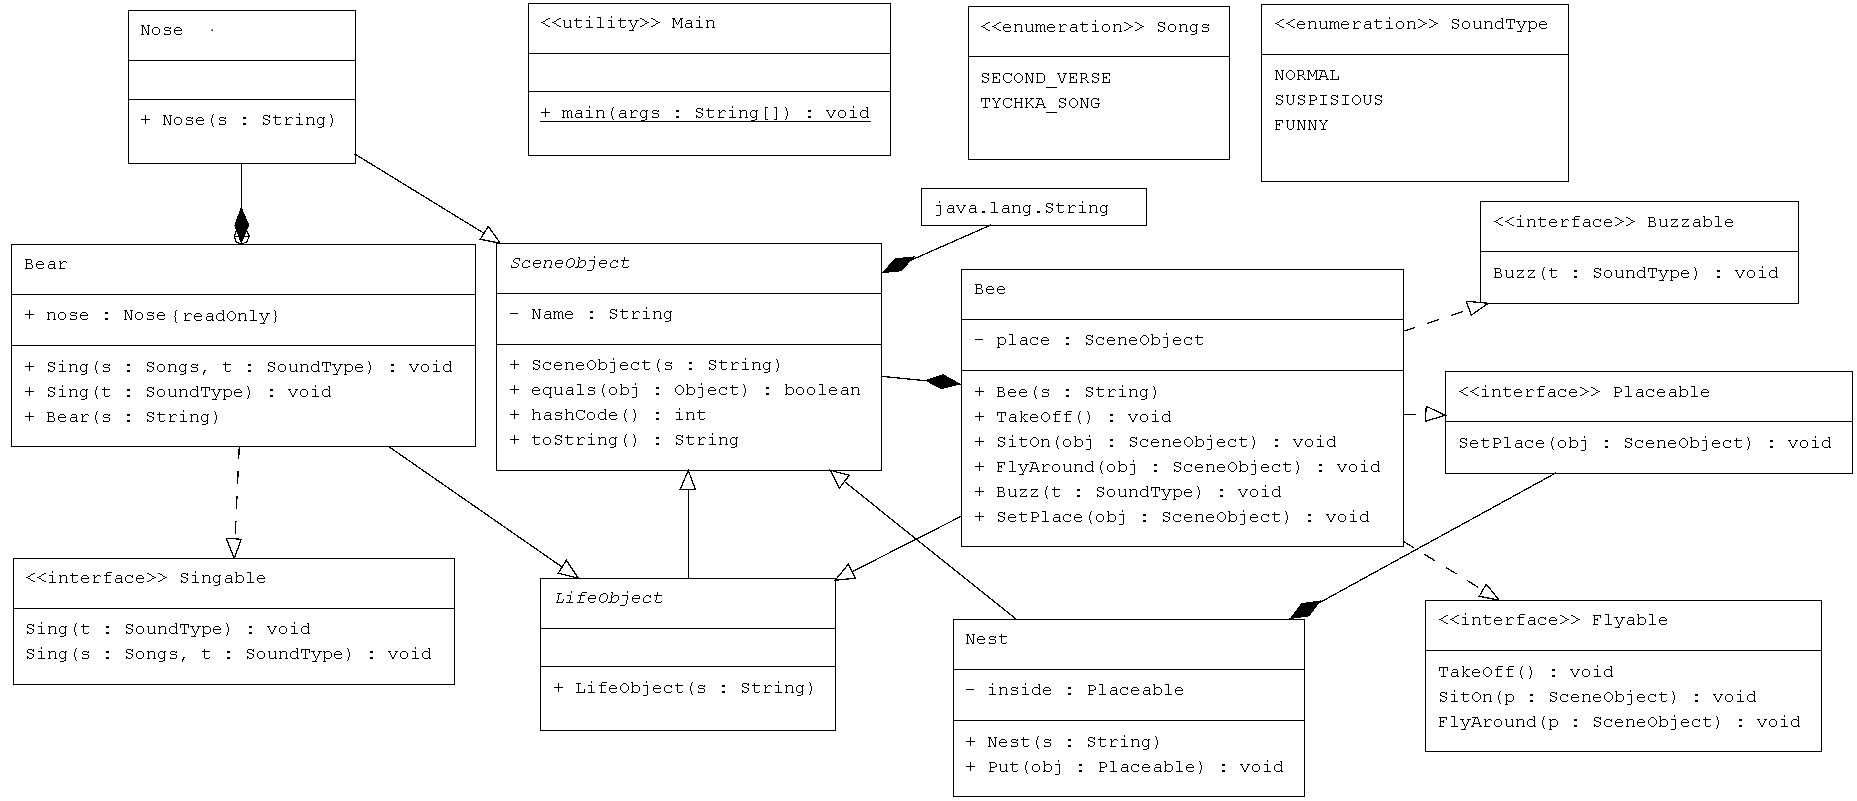 Nose
+ Nose(s : String)
<<utility>> Main
+ main(args : String[]) : void
<<enumeration>> Songs
SECOND_VERSE
TYCHKA_SONG
<<enumeration>> SoundType
NORMAL
SUSPISIOUS
FUNNY
java.lang.String
<<interface>> Buzzable
Buzz(t : SoundType) : void
Bear
+ nose : Nose {readOnly}
+ Sing(s : Songs, t : SoundType) : void
+ Sing(t : SoundType) : void
+ Bear(s : String)
SceneObject
- Name : String
+ SceneObject(s : String)
+ equals(obj : Object) : boolean
+ hashCode() : int
+ toString() : String
Bee
- place : SceneObject
+ Bee(s : String)
+ TakeOff() : void
+ SitOn(obj : SceneObject) : void
+ FlyAround(obj : SceneObject) : void
+ Buzz(t : SoundType) : void
+ SetPlace(obj : SceneObject) : void
<<interface>> Placeable
SetPlace(obj : SceneObject) : void
<<interface>> Singable
Sing(t : SoundType) : void
Sing(s : Songs, t : SoundType) : void
LifeObject
+ LifeObject(s : String)
Nest
- inside : Placeable
+ Nest(s : String)
+ Put(obj : Placeable) : void
<<interface>> Flyable
TakeOff() : void
SitOn(p : SceneObject) : void
FlyAround(p : SceneObject) : void